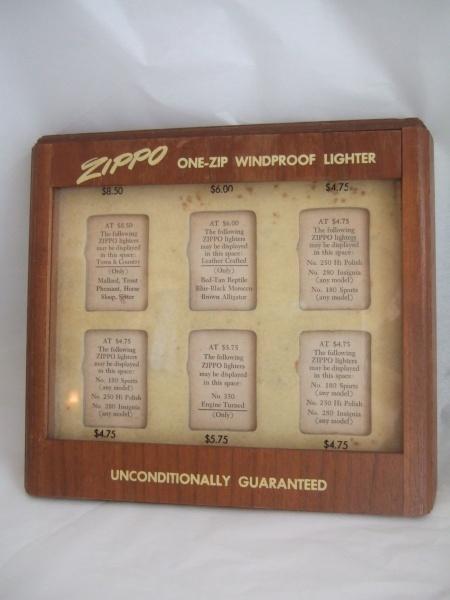 ZIPPO ONE-ZIP WINDPROOF LIGHTER
$8.50 $6.00 $4.75
AT $8.50
The following
ZIPPO lighters
may be displayed
in this space:
Town & Country
(Only)
Mallard, Trout
Pheasant, Horse
Sloop, Setter
AT $6.00
The following
ZIPPO lighters
may be displayed
in this space:
Leather Crafted
(Only)
Red-Tan Reptile
Blue-Black Morocco
Brown Alligator
AT $4.75
The following
ZIPPO lighters
may be displayed
in this space:
No. 250 Hi Polish
No. 280 Insignia
(any model)
No. 180 Sports
(any model)
AT $4.75
The following
ZIPPO lighters
may be displayed
in this space:
No. 180 Sports
(any model)
No. 250 Hi Polish
No. 280 Insignia
(any model)
AT $5.75
The following
ZIPPO lighters
may be displayed
in this space:
No. 350
Engine Turned
(Only)
AT $4.75
The following
ZIPPO lighters
may be displayed
in this space:
No. 180 Sports
(any model)
No. 250 Hi Polish
No. 280 Insignia
(any model)
$4.75 $5.75 $4.75
UNCONDITIONALLY GUARANTEED